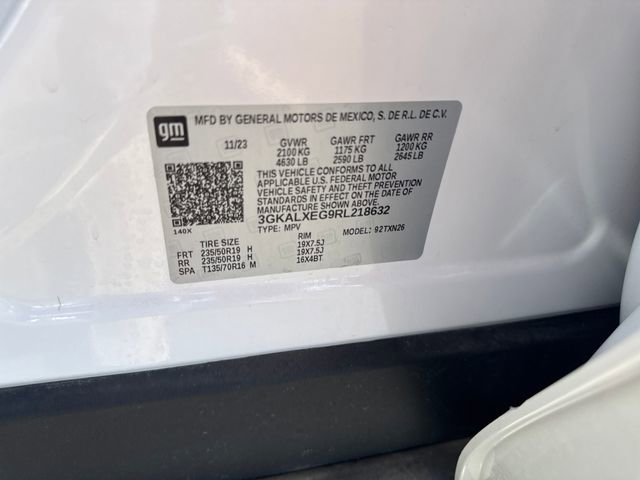 gm
MFD BY GENERAL MOTORS DE MEXICO, S. DE R.L. DE C.V.
11/23 GVWR GAWR FRT GAWR RR
2100 KG 1175 KG 1200 KG
4630 LB 2590 LB 2645 LB
THIS VEHICLE CONFORMS TO ALL
APPLICABLE U.S. FEDERAL MOTOR
VEHICLE SAFETY AND THEFT PREVENTION
STANDARDS IN EFFECT ON THE DATE OF
MANUFACTURE SHOWN ABOVE.
3GKALXEG9RL218632
140X TYPE: MPV MODEL: 92TXN26
TIRE SIZE RIM
FRT 235/50R19 H 19X7.5J
RR 235/50R19 H 19X7.5J
SPA T135/70R16 M 16X4BT